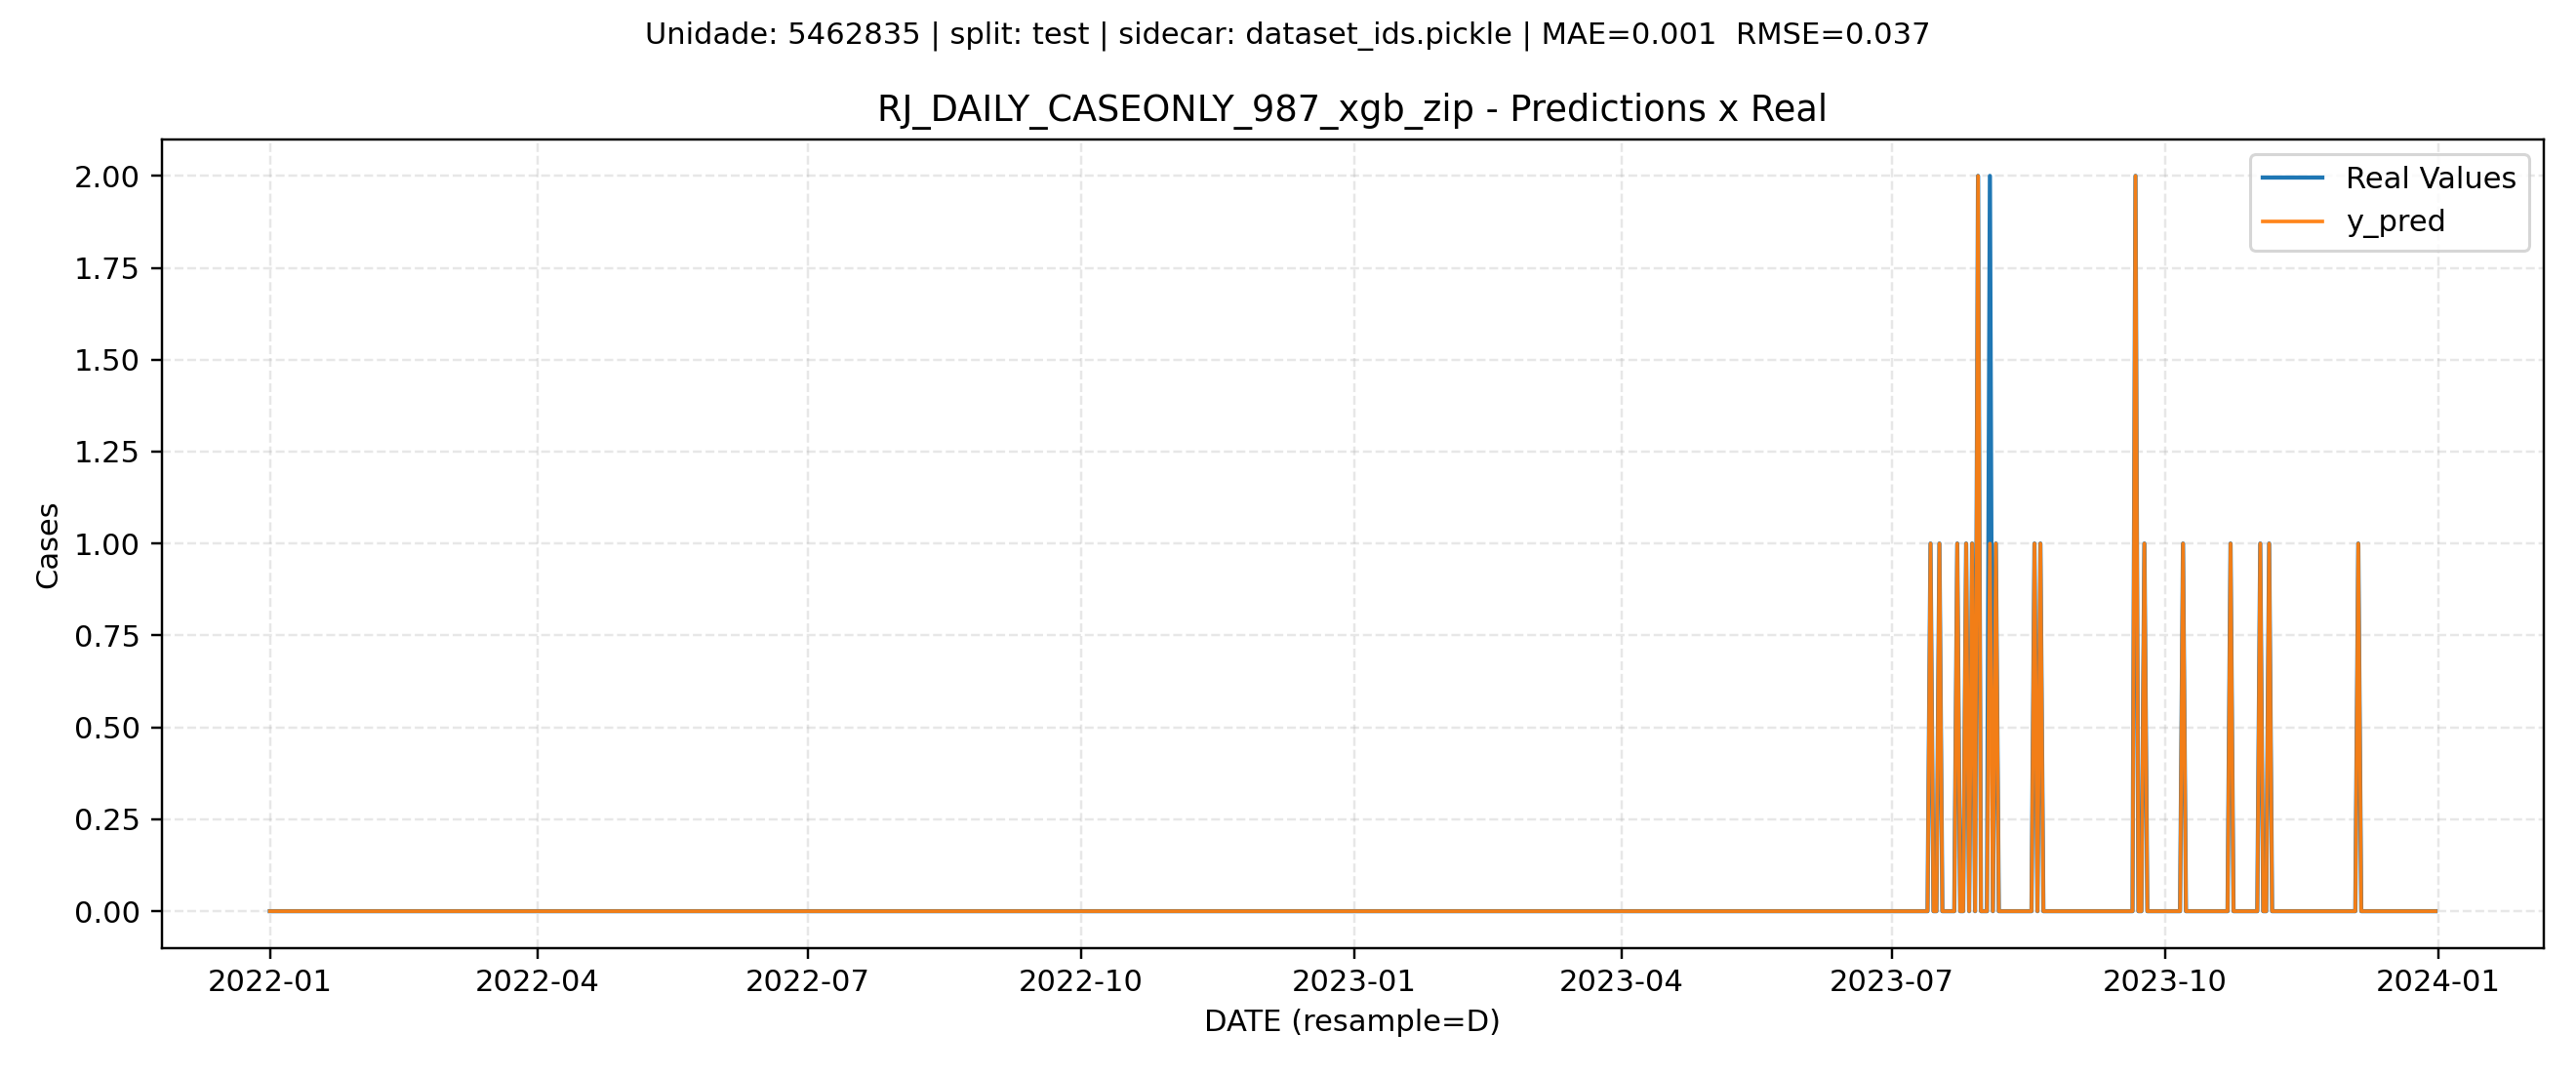 Unidade: 5462835 | split: test | sidecar: dataset_ids.pickle | MAE=0.001  RMSE=0.037
RJ_DAILY_CASEONLY_987_xgb_zip - Predictions x Real
Real Values
y_pred
2.00
1.75
1.50
1.25
1.00
0.75
0.50
0.25
0.00
Cases
2022-01 2022-04 2022-07 2022-10 2023-01 2023-04 2023-07 2023-10 2024-01
DATE (resample=D)